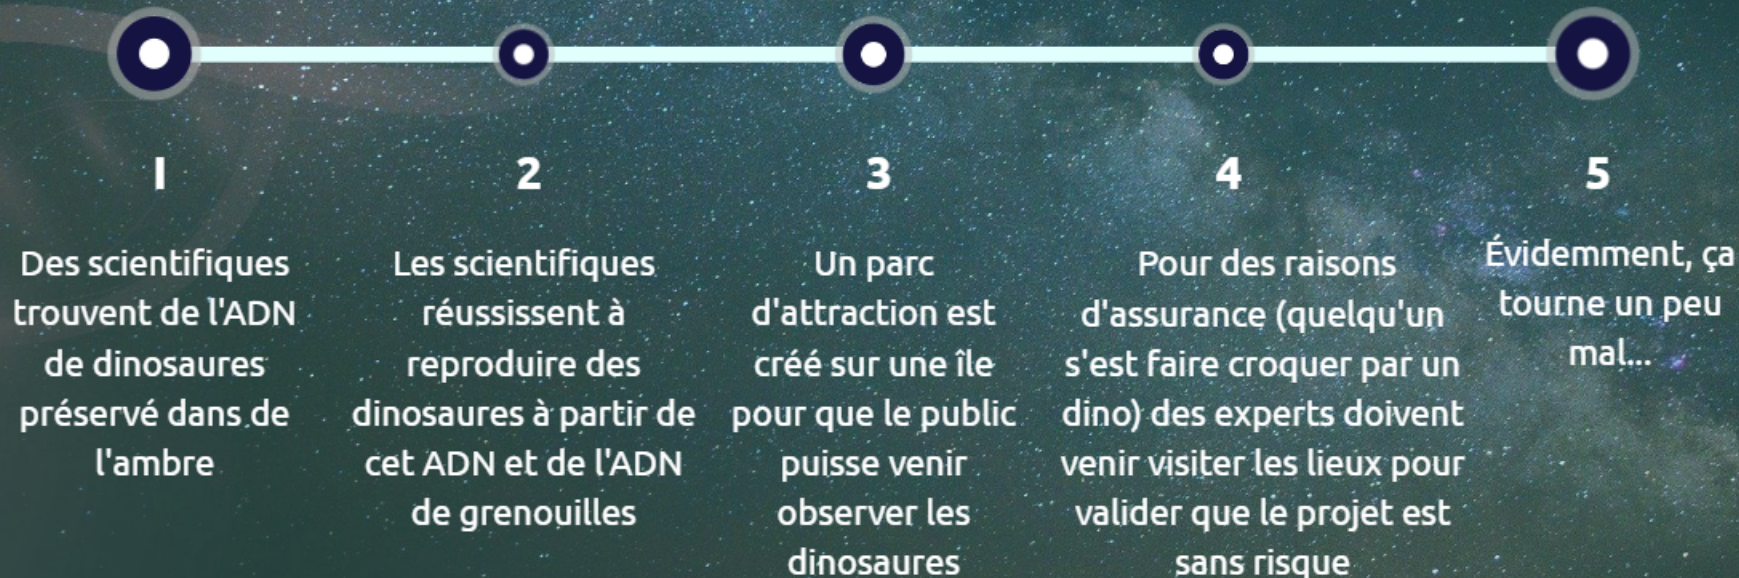 1
Des scientifiques
trouvent de l'ADN
de dinosaures
préservé dans de
l'ambre
2
Les scientifiques
réussissent à
reproduire des
dinosaures à partir de
cet ADN et de l'ADN
de grenouilles
3
Un parc
d'attraction est
créé sur une île
pour que le public
puisse venir
observer les
dinosaures
4
Pour des raisons
d'assurance (quelqu'un
s'est faire croquer par un
dino) des experts doivent
venir visiter les lieux pour
valider que le projet est
sans risque
5
Évidemment, ça
tourne un peu
mal...